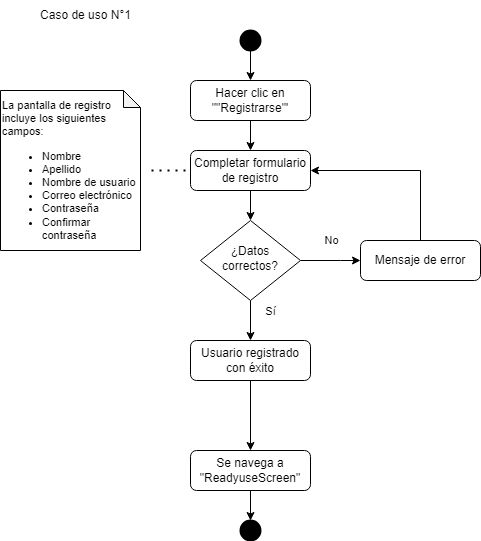 Caso de uso N°1
Hacer clic en
""Registrarse""
La pantalla de registro
incluye los siguientes
campos:
• Nombre
• Apellido
• Nombre de usuario
• Correo electrónico
• Contraseña
• Confirmar
contraseña
Completar formulario
de registro
¿Datos
correctos?
No
Mensaje de error
Sí
Usuario registrado
con éxito
Se navega a
"ReadyuseScreen"